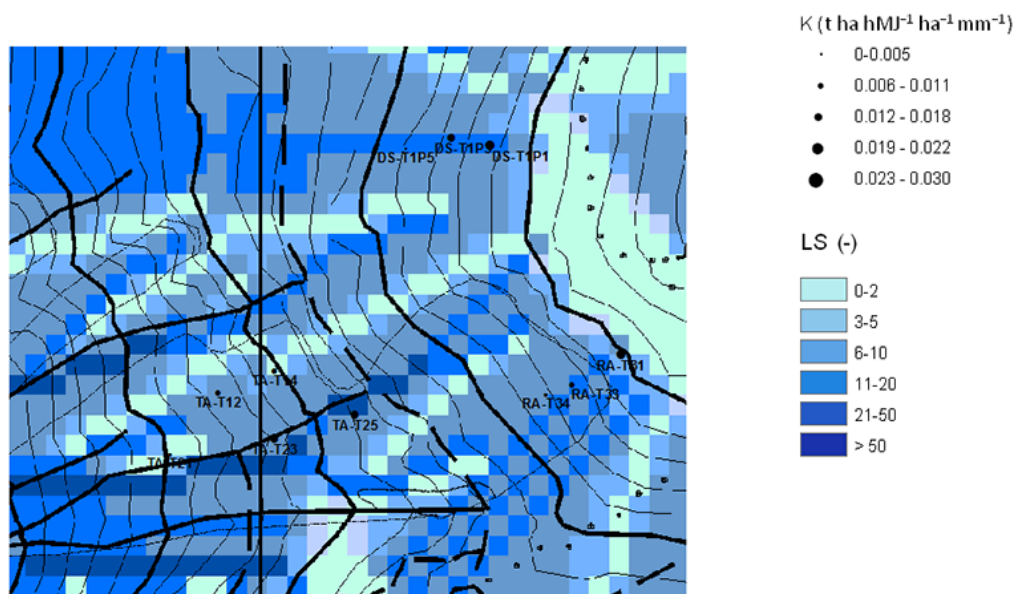 K (t ha hMJ⁻¹ ha⁻¹ mm⁻¹)
0-0.005
0.006 - 0.011
0.012 - 0.018
0.019 - 0.022
0.023 - 0.030
LS (-)
0-2
3-5
6-10
11-20
21-50
> 50
DS-T1P5
DS-T1P3
DS-T1P1
RA-T31
TA-T14
TA-T12
RA-T34
RA-T33
TA-T25
TA-T23